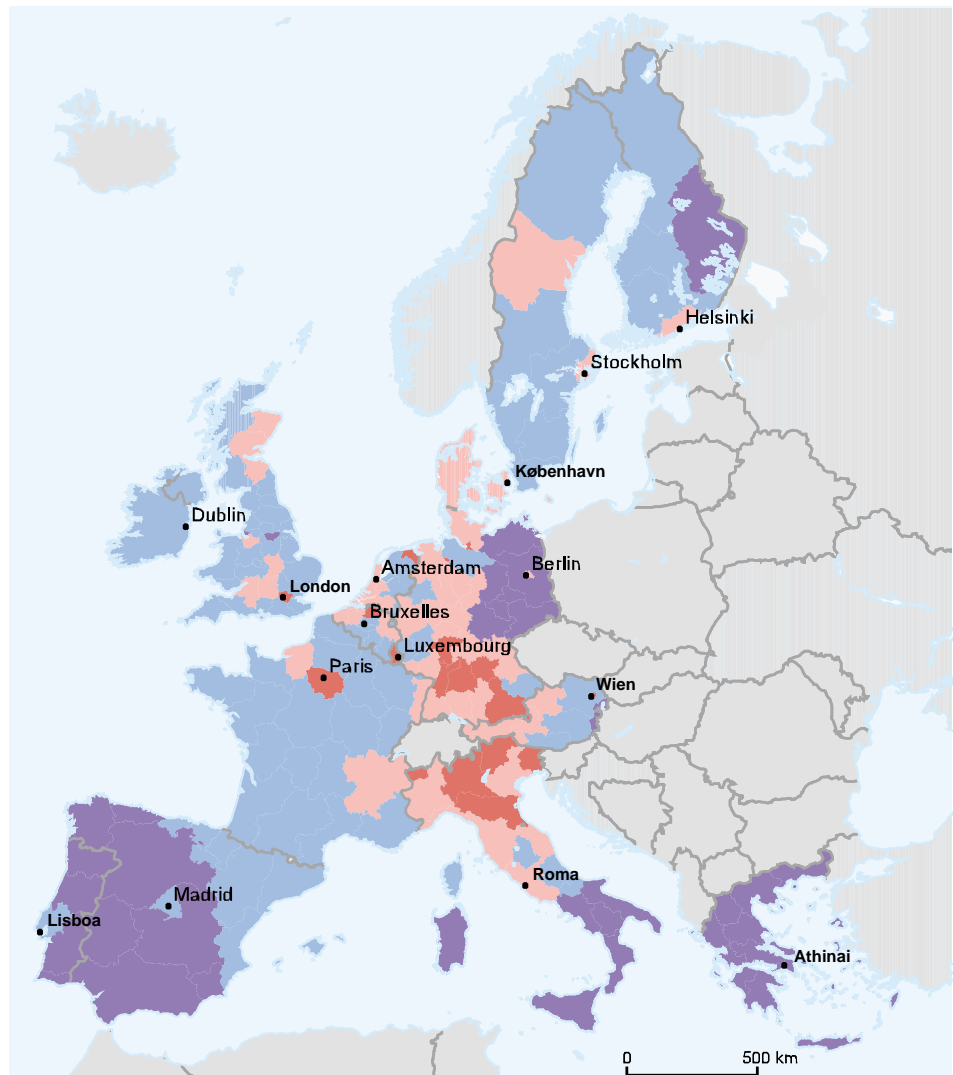 Helsinki
Stockholm
København
Dublin
Amsterdam
Berlin
London
Bruxelles
Luxembourg
Paris
Wien
Roma
Madrid
Lisboa
Athinai
0 500 km